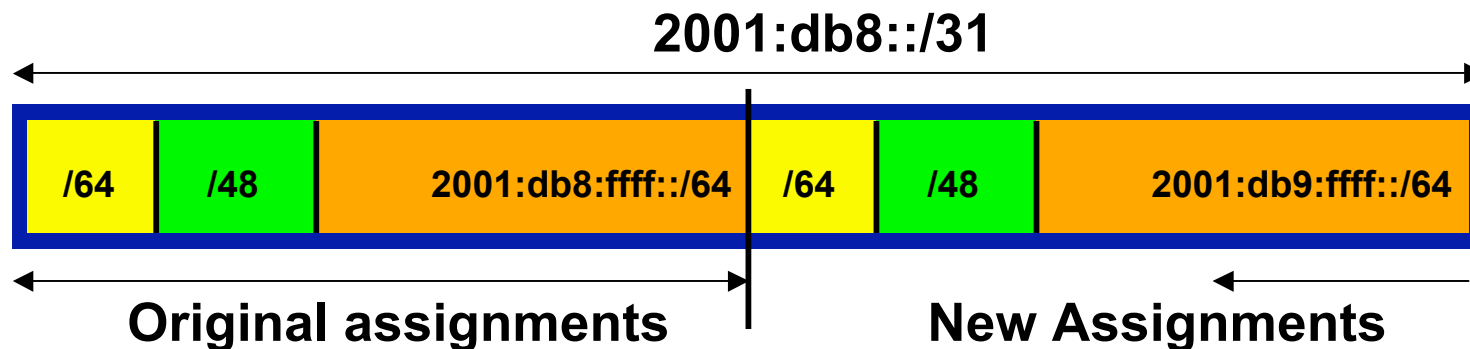 2001:db8::/31
/64 /48 2001:db8:ffff::/64 /64 /48 2001:db9:ffff::/64
Original assignments New Assignments